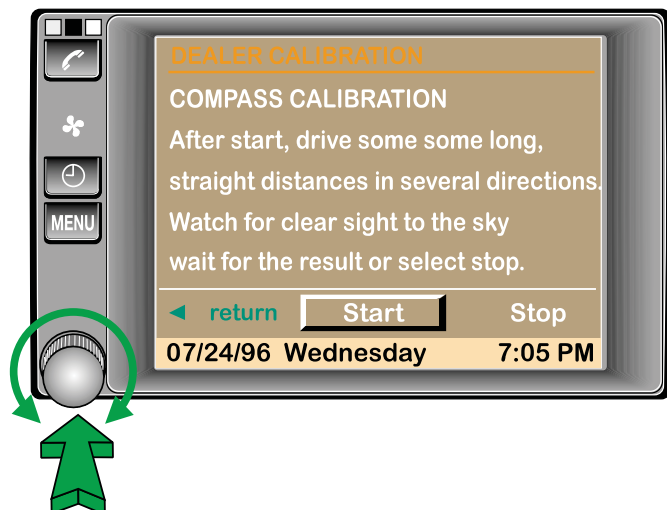 DEALER CALIBRATION
COMPASS CALIBRATION
After start, drive some some long,
straight distances in several directions.
Watch for clear sight to the sky
wait for the result or select stop.
MENU
return Start Stop
07/24/96 Wednesday 7:05 PM